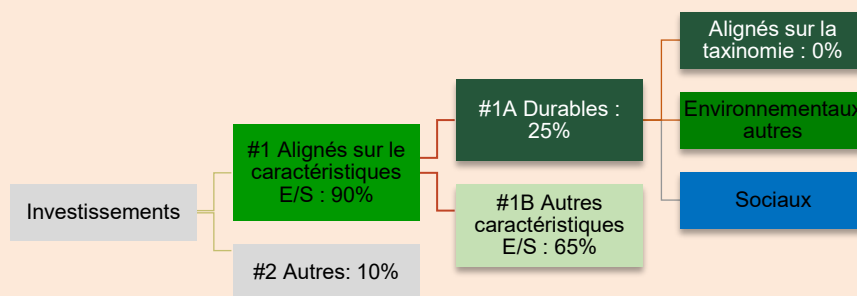 Investissements
#1 Alignés sur le
caractéristiques
E/S : 90%
#2 Autres: 10%
#1A Durables :
25%
#1B Autres
caractéristiques
E/S : 65%
Alignés sur la
taxinomie : 0%
Environnementaux
autres
Sociaux